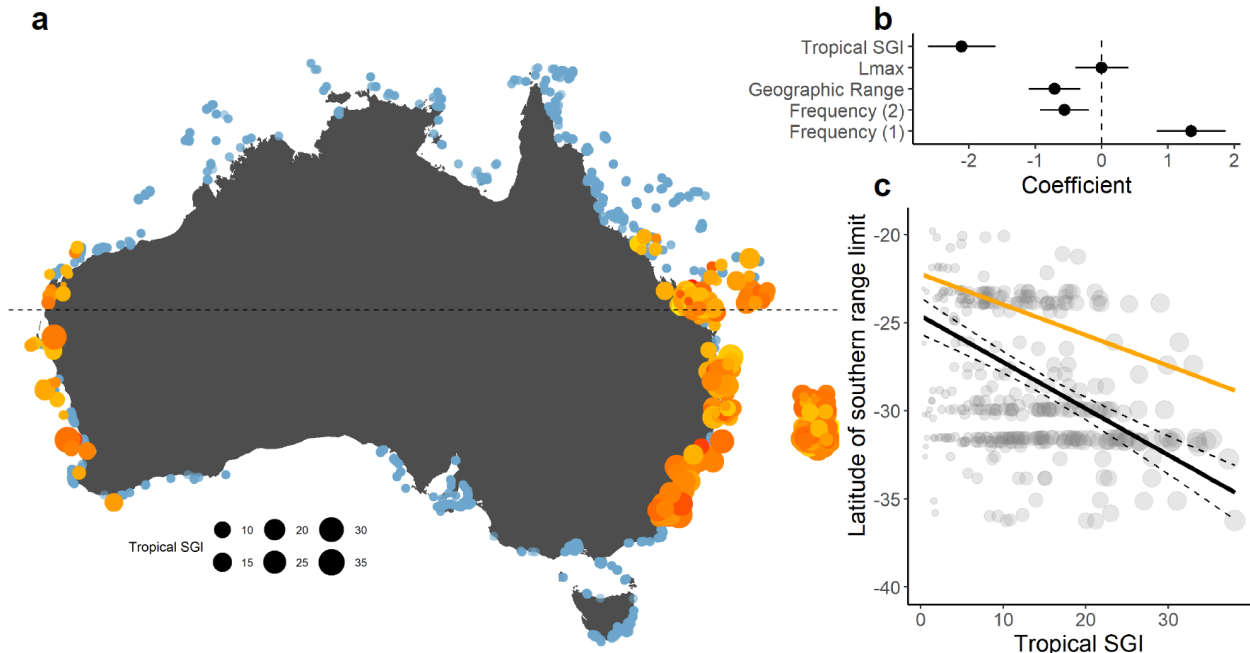 a
Tropical SGI
10
20
30
15
25
35
b
Tropical SGI
Lmax
Geographic Range
Frequency (2)
Frequency (1)
-2
-1
0
1
2
Coefficient
c
Latitude of southern range limit
-20
-25
-30
-35
-40
0
10
20
30
Tropical SGI